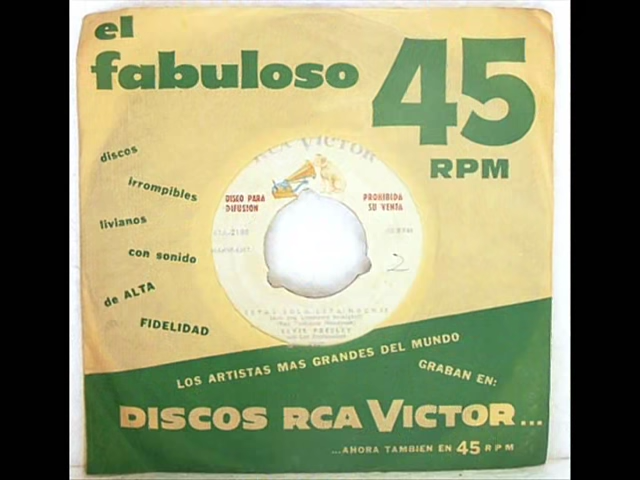 el
fabuloso
45
RPM
discos
irrompibles
livianos
con sonido
de ALTA
FIDELIDAD
RCA VICTOR
DISCO PARA
DIFUSION
PROHIBIDA
SU VENTA
2
ELVIS PRESLEY
LOS ARTISTAS MAS GRANDES DEL MUNDO
GRABAN EN:
DISCOS RCA VICTOR...
...AHORA TAMBIEN EN 45 RPM